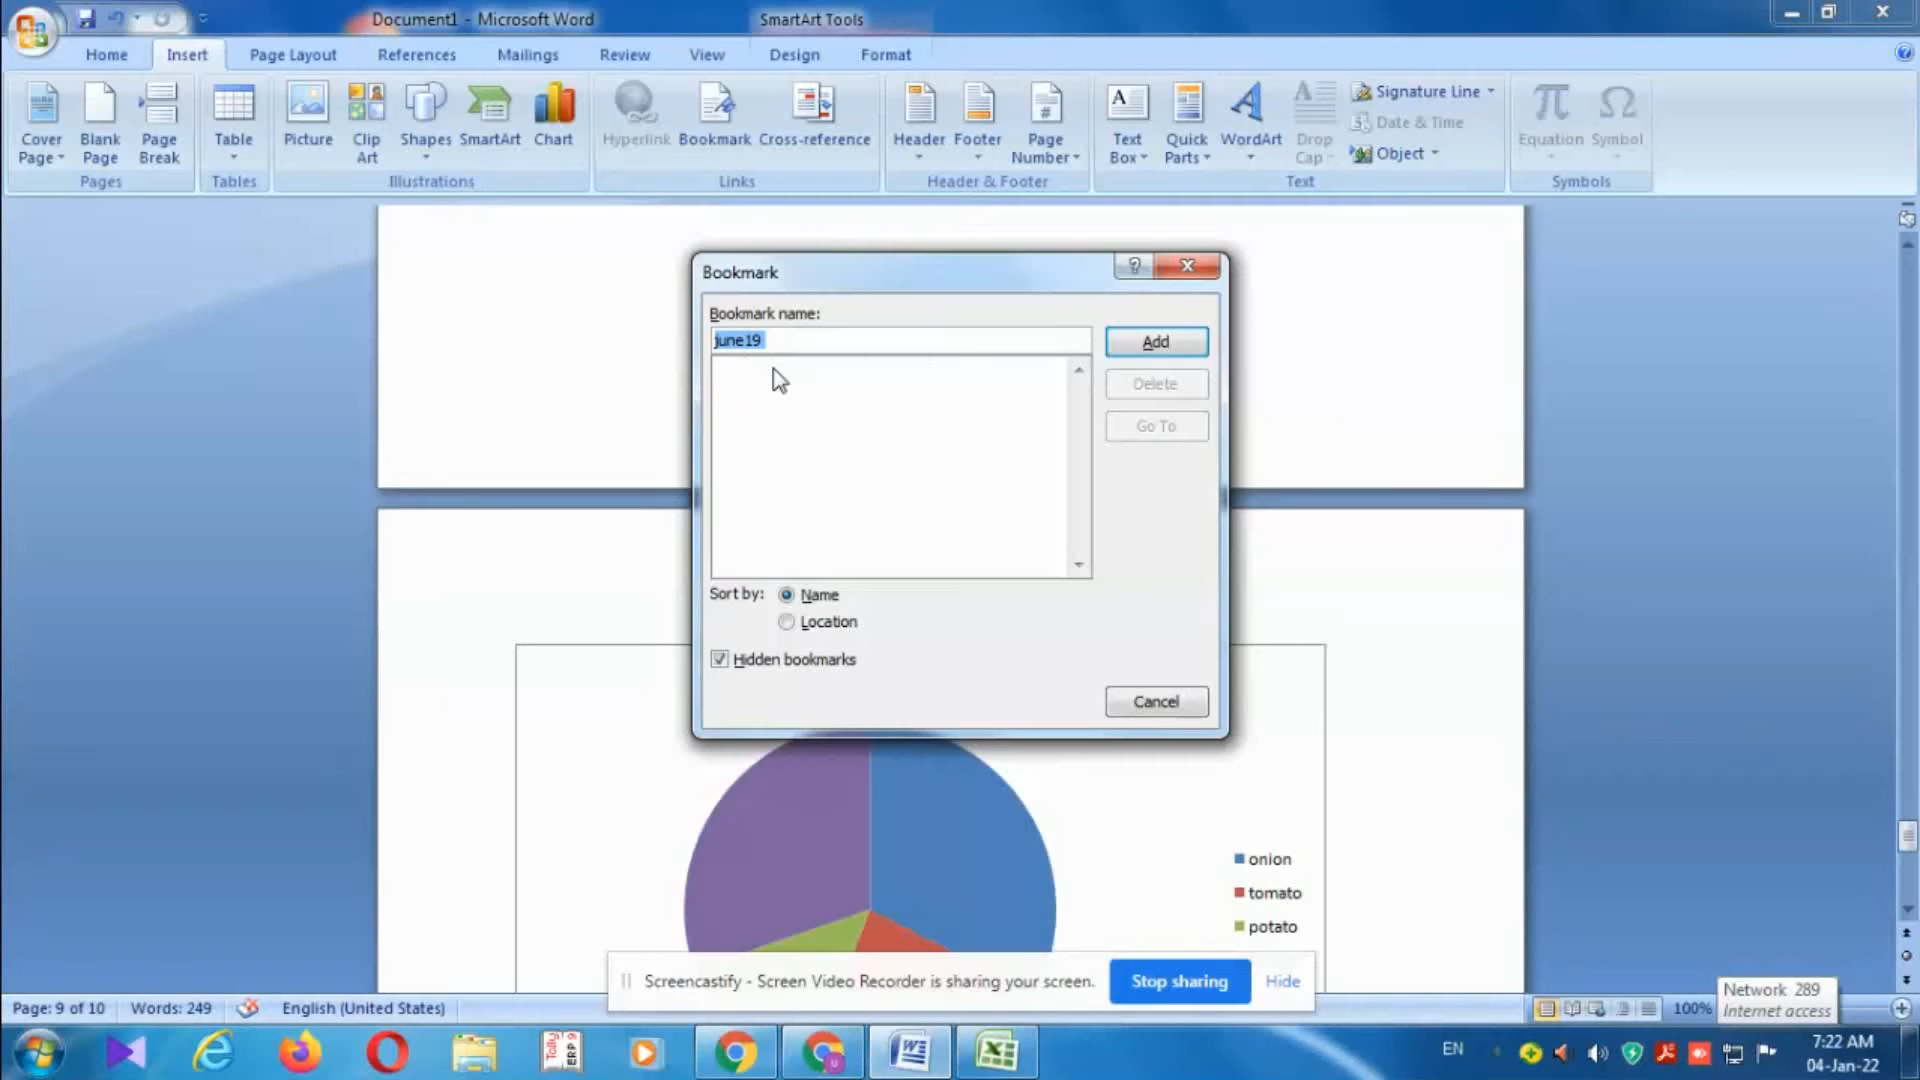 Document1 - Microsoft Word
SmartArt Tools
Home
Insert
Page Layout
References
Mailings
Review
View
Design
Format
Cover Page
Blank Page
Page Break
Table
Picture
Clip Art
Shapes
SmartArt
Chart
Hyperlink
Bookmark
Cross-reference
Header
Footer
Page Number
Text Box
Quick Parts
WordArt
Drop Cap
Signature Line
Date & Time
Object
Equation
Symbol
Pages
Tables
Illustrations
Links
Header & Footer
Text
Symbols
Bookmark
Bookmark name:
june19
Add
Delete
Go To
Sort by:
Name
Location
Hidden bookmarks
Cancel
onion
tomato
potato
Screencastify - Screen Video Recorder is sharing your screen.
Stop sharing
Hide
Network 289
Internet access
Page: 9 of 10
Words: 249
English (United States)
100%
Tally ERP 9
EN
7:22 AM
04-Jan-22